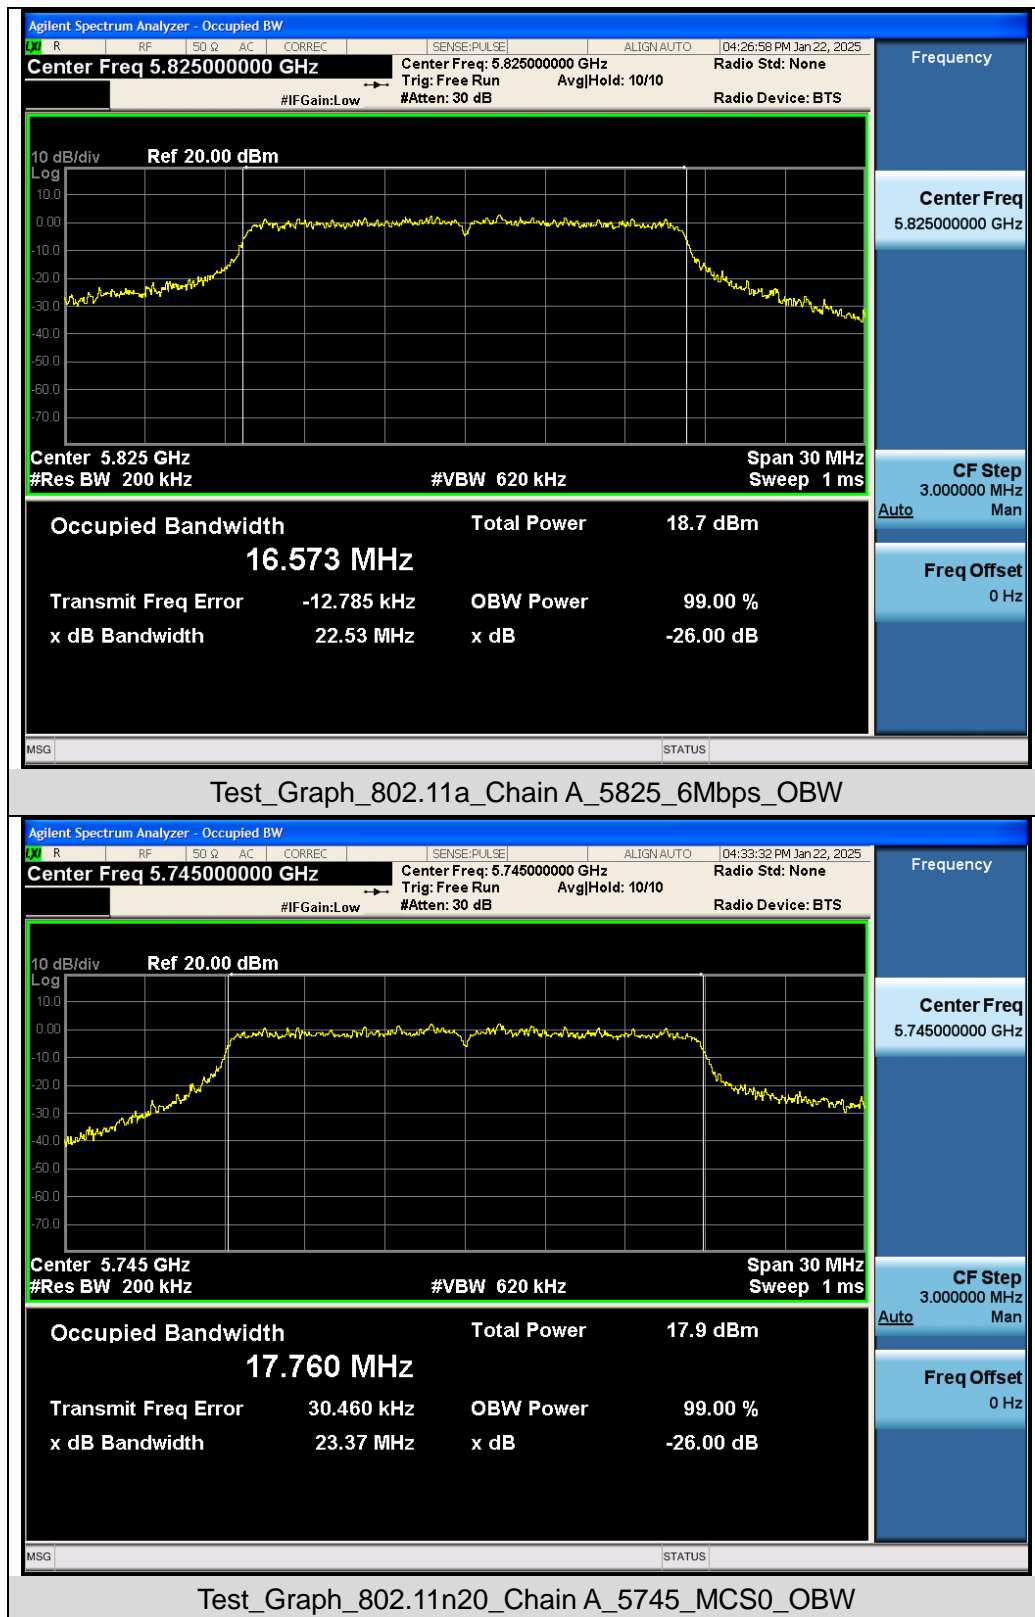 Agilent Spectrum Analyzer - Occupied BW
LXI R RF 50 Ω AC CORREC SENSE:PULSE ALIGN AUTO 04:26:58 PM Jan 22, 2025
Center Freq 5.825000000 GHz Center Freq: 5.825000000 GHz Radio Std: None
Trig: Free Run Avg|Hold: 10/10
#IFGain:Low #Atten: 30 dB Radio Device: BTS
Frequency
10 dB/div Ref 20.00 dBm
Log
10.0
0.00
-10.0
-20.0
-30.0
-40.0
-50.0
-60.0
-70.0
Center 5.825 GHz Span 30 MHz
#Res BW 200 kHz #VBW 620 kHz Sweep 1 ms
Center Freq
5.825000000 GHz
CF Step
3.000000 MHz
Auto Man
Freq Offset
0 Hz
Occupied Bandwidth Total Power 18.7 dBm
16.573 MHz
Transmit Freq Error -12.785 kHz OBW Power 99.00 %
x dB Bandwidth 22.53 MHz x dB -26.00 dB
MSG STATUS
Test_Graph_802.11a_Chain A_5825_6Mbps_OBW
Agilent Spectrum Analyzer - Occupied BW
LXI R RF 50 Ω AC CORREC SENSE:PULSE ALIGN AUTO 04:33:32 PM Jan 22, 2025
Center Freq 5.745000000 GHz Center Freq: 5.745000000 GHz Radio Std: None
Trig: Free Run Avg|Hold: 10/10
#IFGain:Low #Atten: 30 dB Radio Device: BTS
Frequency
10 dB/div Ref 20.00 dBm
Log
10.0
0.00
-10.0
-20.0
-30.0
-40.0
-50.0
-60.0
-70.0
Center 5.745 GHz Span 30 MHz
#Res BW 200 kHz #VBW 620 kHz Sweep 1 ms
Center Freq
5.745000000 GHz
CF Step
3.000000 MHz
Auto Man
Freq Offset
0 Hz
Occupied Bandwidth Total Power 17.9 dBm
17.760 MHz
Transmit Freq Error 30.460 kHz OBW Power 99.00 %
x dB Bandwidth 23.37 MHz x dB -26.00 dB
MSG STATUS
Test_Graph_802.11n20_Chain A_5745_MCS0_OBW